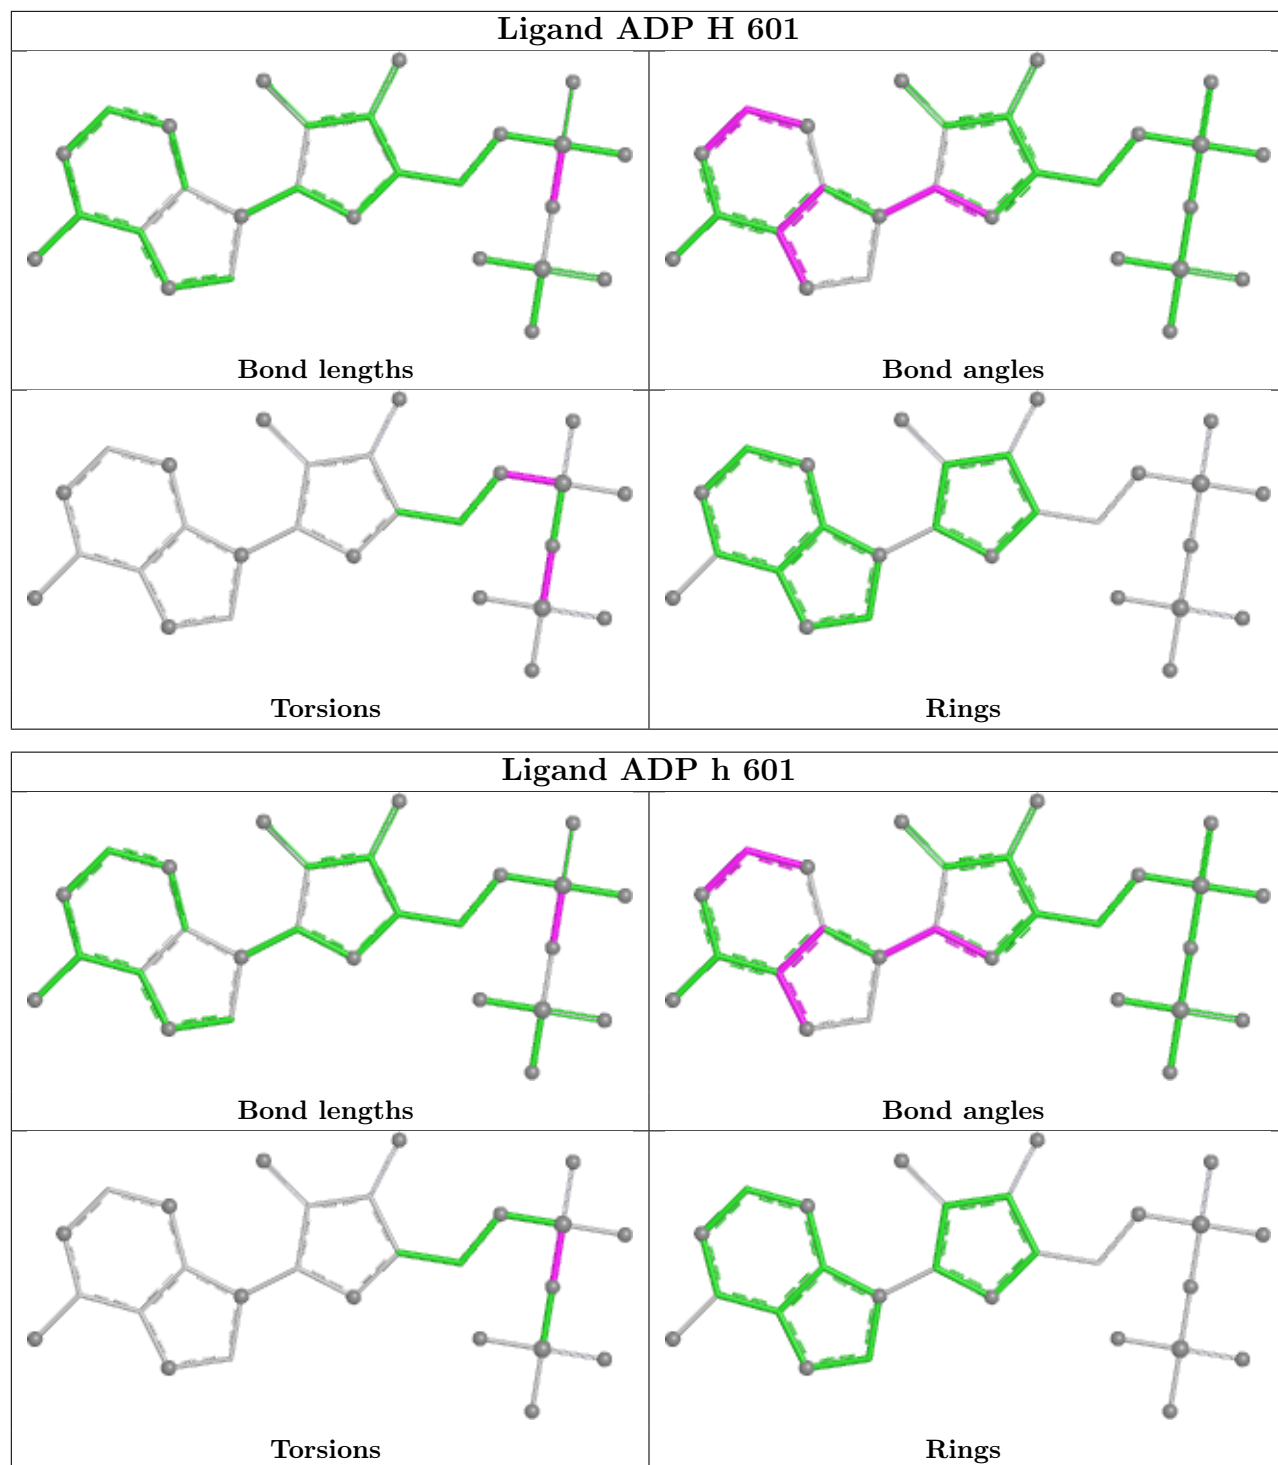 Ligand ADP H 601
Bond lengths
Bond angles
Torsions
Rings
Ligand ADP h 601
Bond lengths
Bond angles
Torsions
Rings